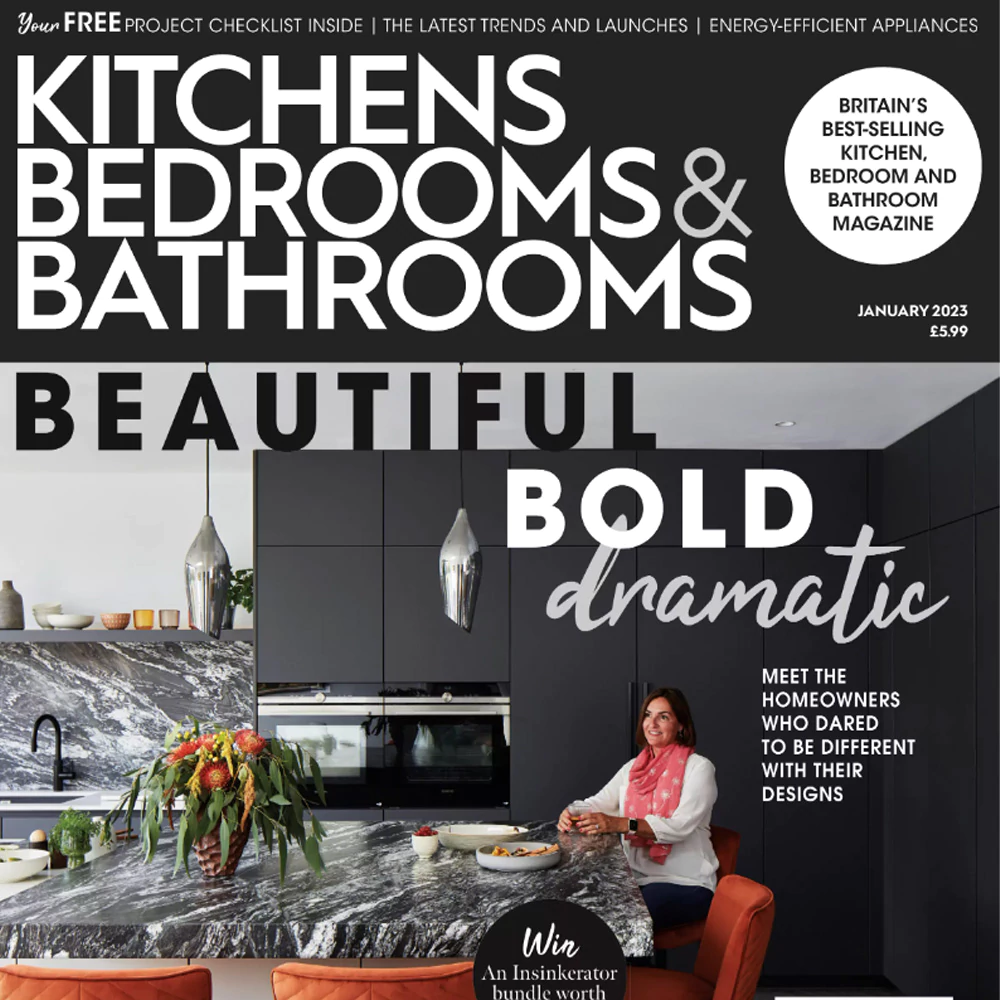 Your FREE PROJECT CHECKLIST INSIDE | THE LATEST TRENDS AND LAUNCHES | ENERGY-EFFICIENT APPLIANCES
KITCHENS
BEDROOMS &
BATHROOMS
BRITAIN'S
BEST-SELLING
KITCHEN,
BEDROOM AND
BATHROOM
MAGAZINE
JANUARY 2023
£5.99
BEAUTIFUL
BOLD
dramatic
MEET THE
HOMEOWNERS
WHO DARED
TO BE DIFFERENT
WITH THEIR
DESIGNS
Win
An Insinkerator
bundle worth